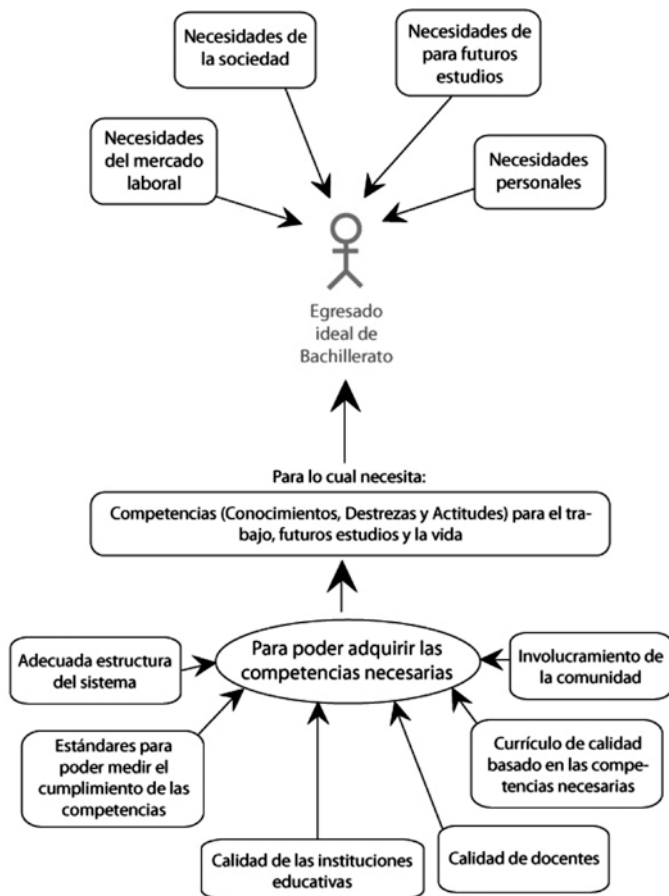 Necesidades de
la sociedad
Necesidades de
para futuros
estudios
Necesidades
del mercado
laboral
Necesidades
personales
Egresado
ideal de
Bachillerato
Para lo cual necesita:
Competencias (Conocimientos, Destrezas y Actitudes) para el tra-
bajo, futuros estudios y la vida
Para poder adquirir las
competencias necesarias
Adecuada estructura
del sistema
Involucramiento de
la comunidad
Estándares para
poder medir el
cumplimiento de las
competencias
Currículo de calidad
basado en las compe-
tencias necesarias
Calidad de las instituciones
educativas
Calidad de docentes